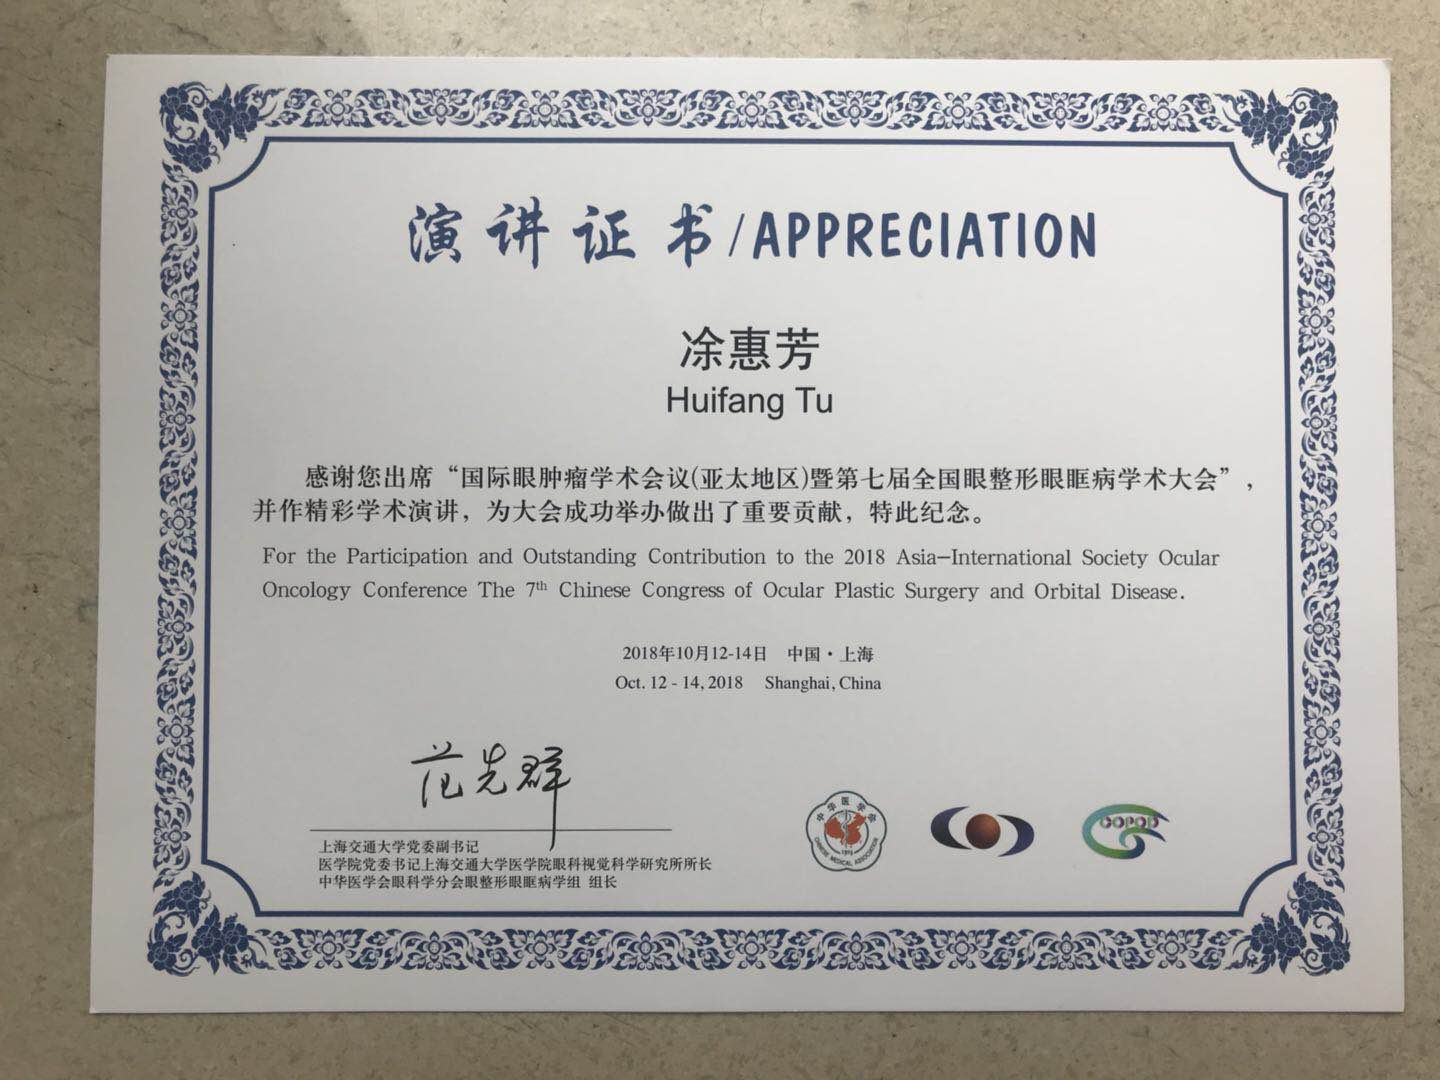 演讲证书/APPRECIATION
凃惠芳
Huifang Tu
感谢您出席“国际眼肿瘤学术会议(亚太地区)暨第七届全国眼整形眼眶病学术大会”，
并作精彩学术演讲，为大会成功举办做出了重要贡献，特此纪念。
For the Participation and Outstanding Contribution to the 2018 Asia-International Society Ocular
Oncology Conference The 7th Chinese Congress of Ocular Plastic Surgery and Orbital Disease.
2018年10月12-14日 中国·上海
Oct. 12 - 14, 2018 Shanghai, China
范先群
上海交通大学党委副书记
医学院党委书记上海交通大学医学院眼科视觉科学研究所所长
中华医学会眼科学分会眼整形眼眶病学组 组长
中华医学会
1915
CHINESE MEDICAL ASSOCIATION
COPOD